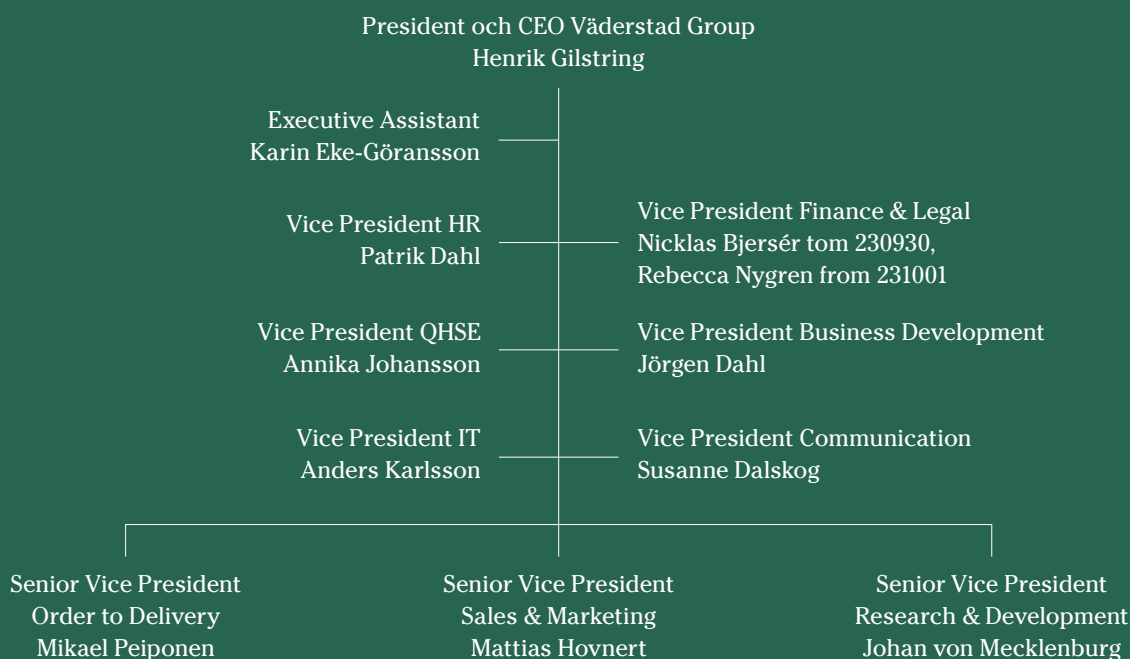 President och CEO Väderstad Group
Henrik Gilstring
Executive Assistant
Karin Eke-Göransson
Vice President HR
Patrik Dahl
Vice President Finance & Legal
Nicklas Bjersér tom 230930,
Rebecca Nygren from 231001
Vice President QHSE
Annika Johansson
Vice President Business Development
Jörgen Dahl
Vice President IT
Anders Karlsson
Vice President Communication
Susanne Dalskog
Senior Vice President
Order to Delivery
Mikael Peiponen
Senior Vice President
Sales & Marketing
Mattias Hovnert
Senior Vice President
Research & Development
Johan von Mecklenburg